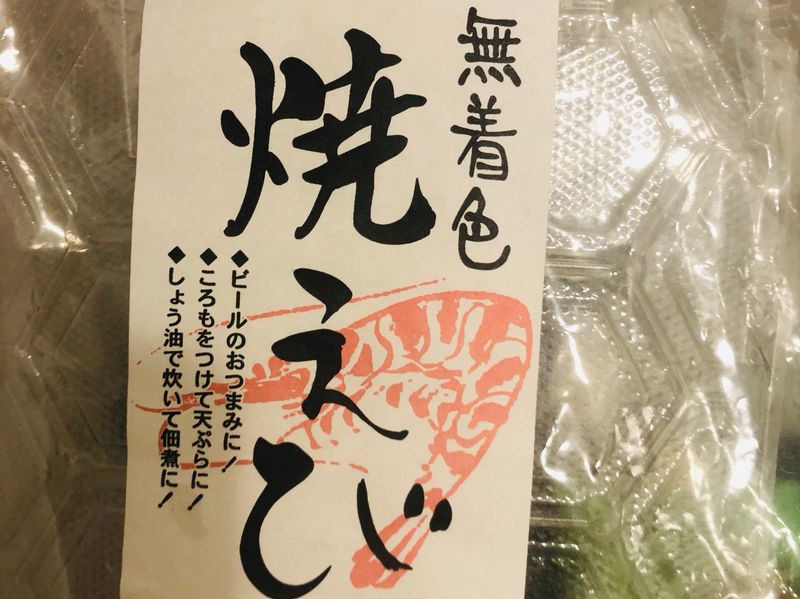 無着色
焼えび
◆ビールのおつまみに!
◆ころもをつけて天ぷらに!
◆しょう油で炊いて佃煮に!